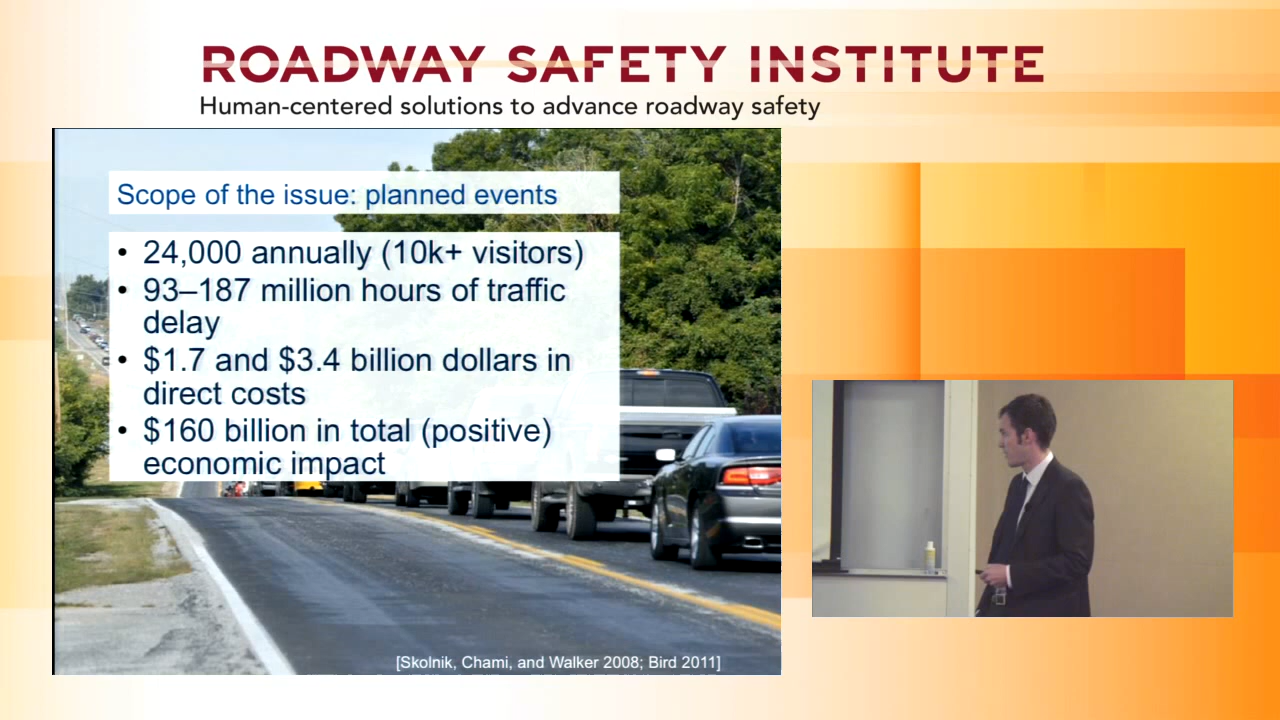 ROADWAY SAFETY INSTITUTE
Human-centered solutions to advance roadway safety
Scope of the issue: planned events
• 24,000 annually (10k+ visitors)
• 93–187 million hours of traffic
delay
• $1.7 and $3.4 billion dollars in
direct costs
• $160 billion in total (positive)
economic impact
[Skolnik, Chami, and Walker 2008; Bird 2011]